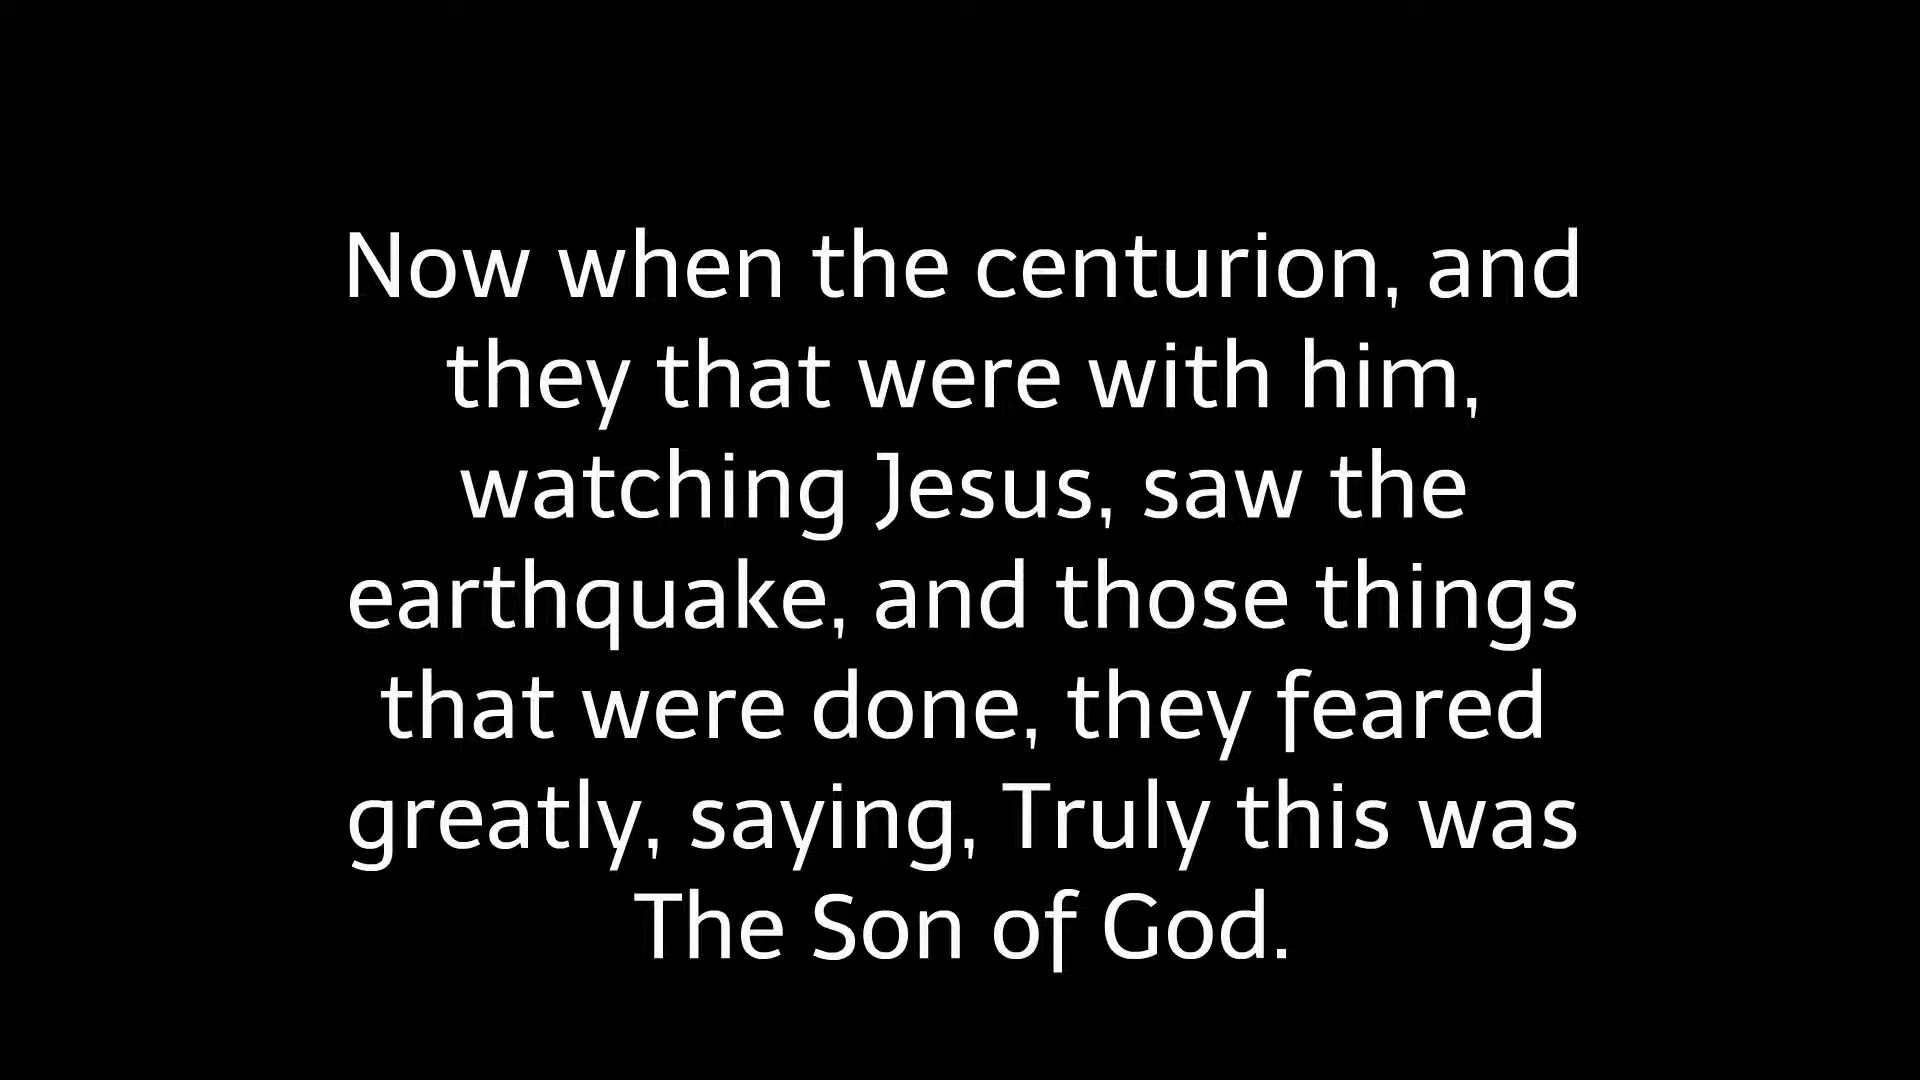 Now when the centurion, and
they that were with him,
watching Jesus, saw the
earthquake, and those things
that were done, they feared
greatly, saying, Truly this was
The Son of God.